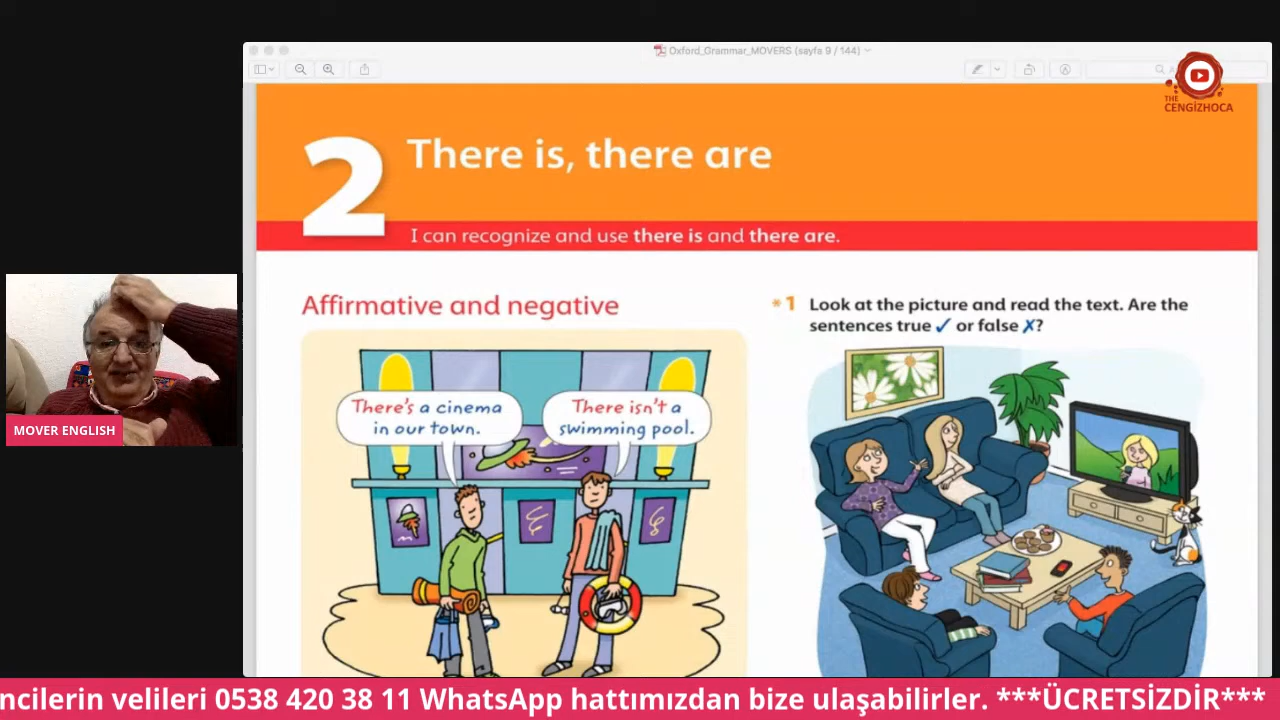 Oxford_Grammar_MOVERS (sayfa 9 / 144)
THE
CENGİZHOCA
2
There is, there are
I can recognize and use there is and there are.
Affirmative and negative
There's a cinema
in our town.
There isn't a
swimming pool.
* 1 Look at the picture and read the text. Are the
sentences true ✓ or false ✗?
MOVER ENGLISH
ncilerin velileri 0538 420 38 11 WhatsApp hattımızdan bize ulaşabilirler. ***ÜCRETSİZDİR***